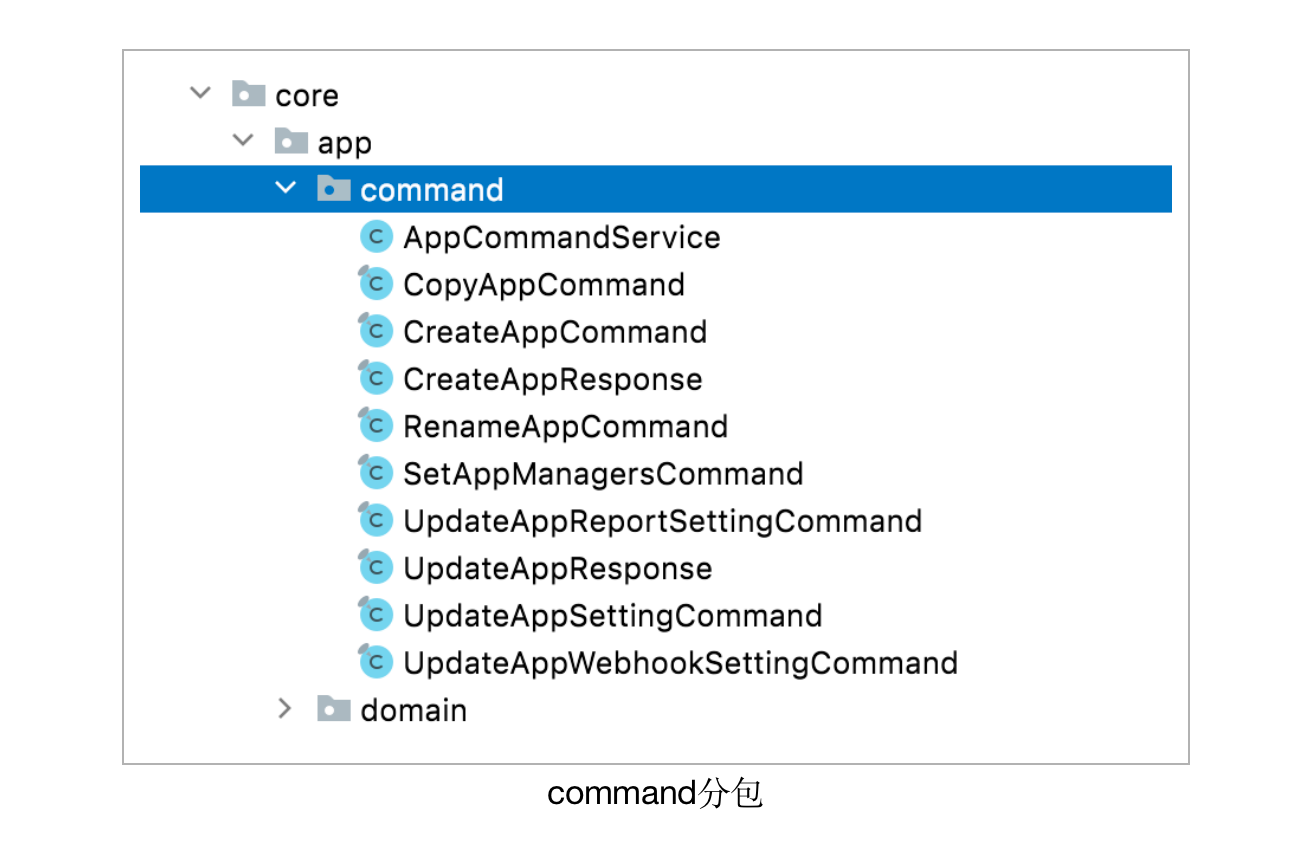 core
app
command
C AppCommandService
C CopyAppCommand
C CreateAppCommand
C CreateAppResponse
C RenameAppCommand
C SetAppManagersCommand
C UpdateAppReportSettingCommand
C UpdateAppResponse
C UpdateAppSettingCommand
C UpdateAppWebhookSettingCommand
domain
command分包